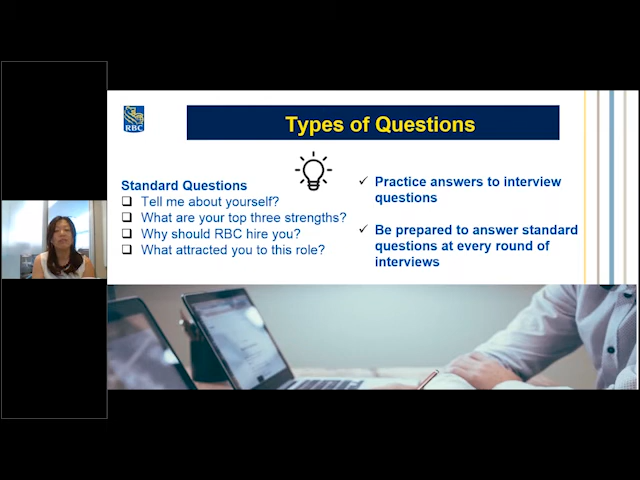 RBC
Types of Questions
Standard Questions
Tell me about yourself?
What are your top three strengths?
Why should RBC hire you?
What attracted you to this role?
Practice answers to interview
questions
Be prepared to answer standard
questions at every round of
interviews